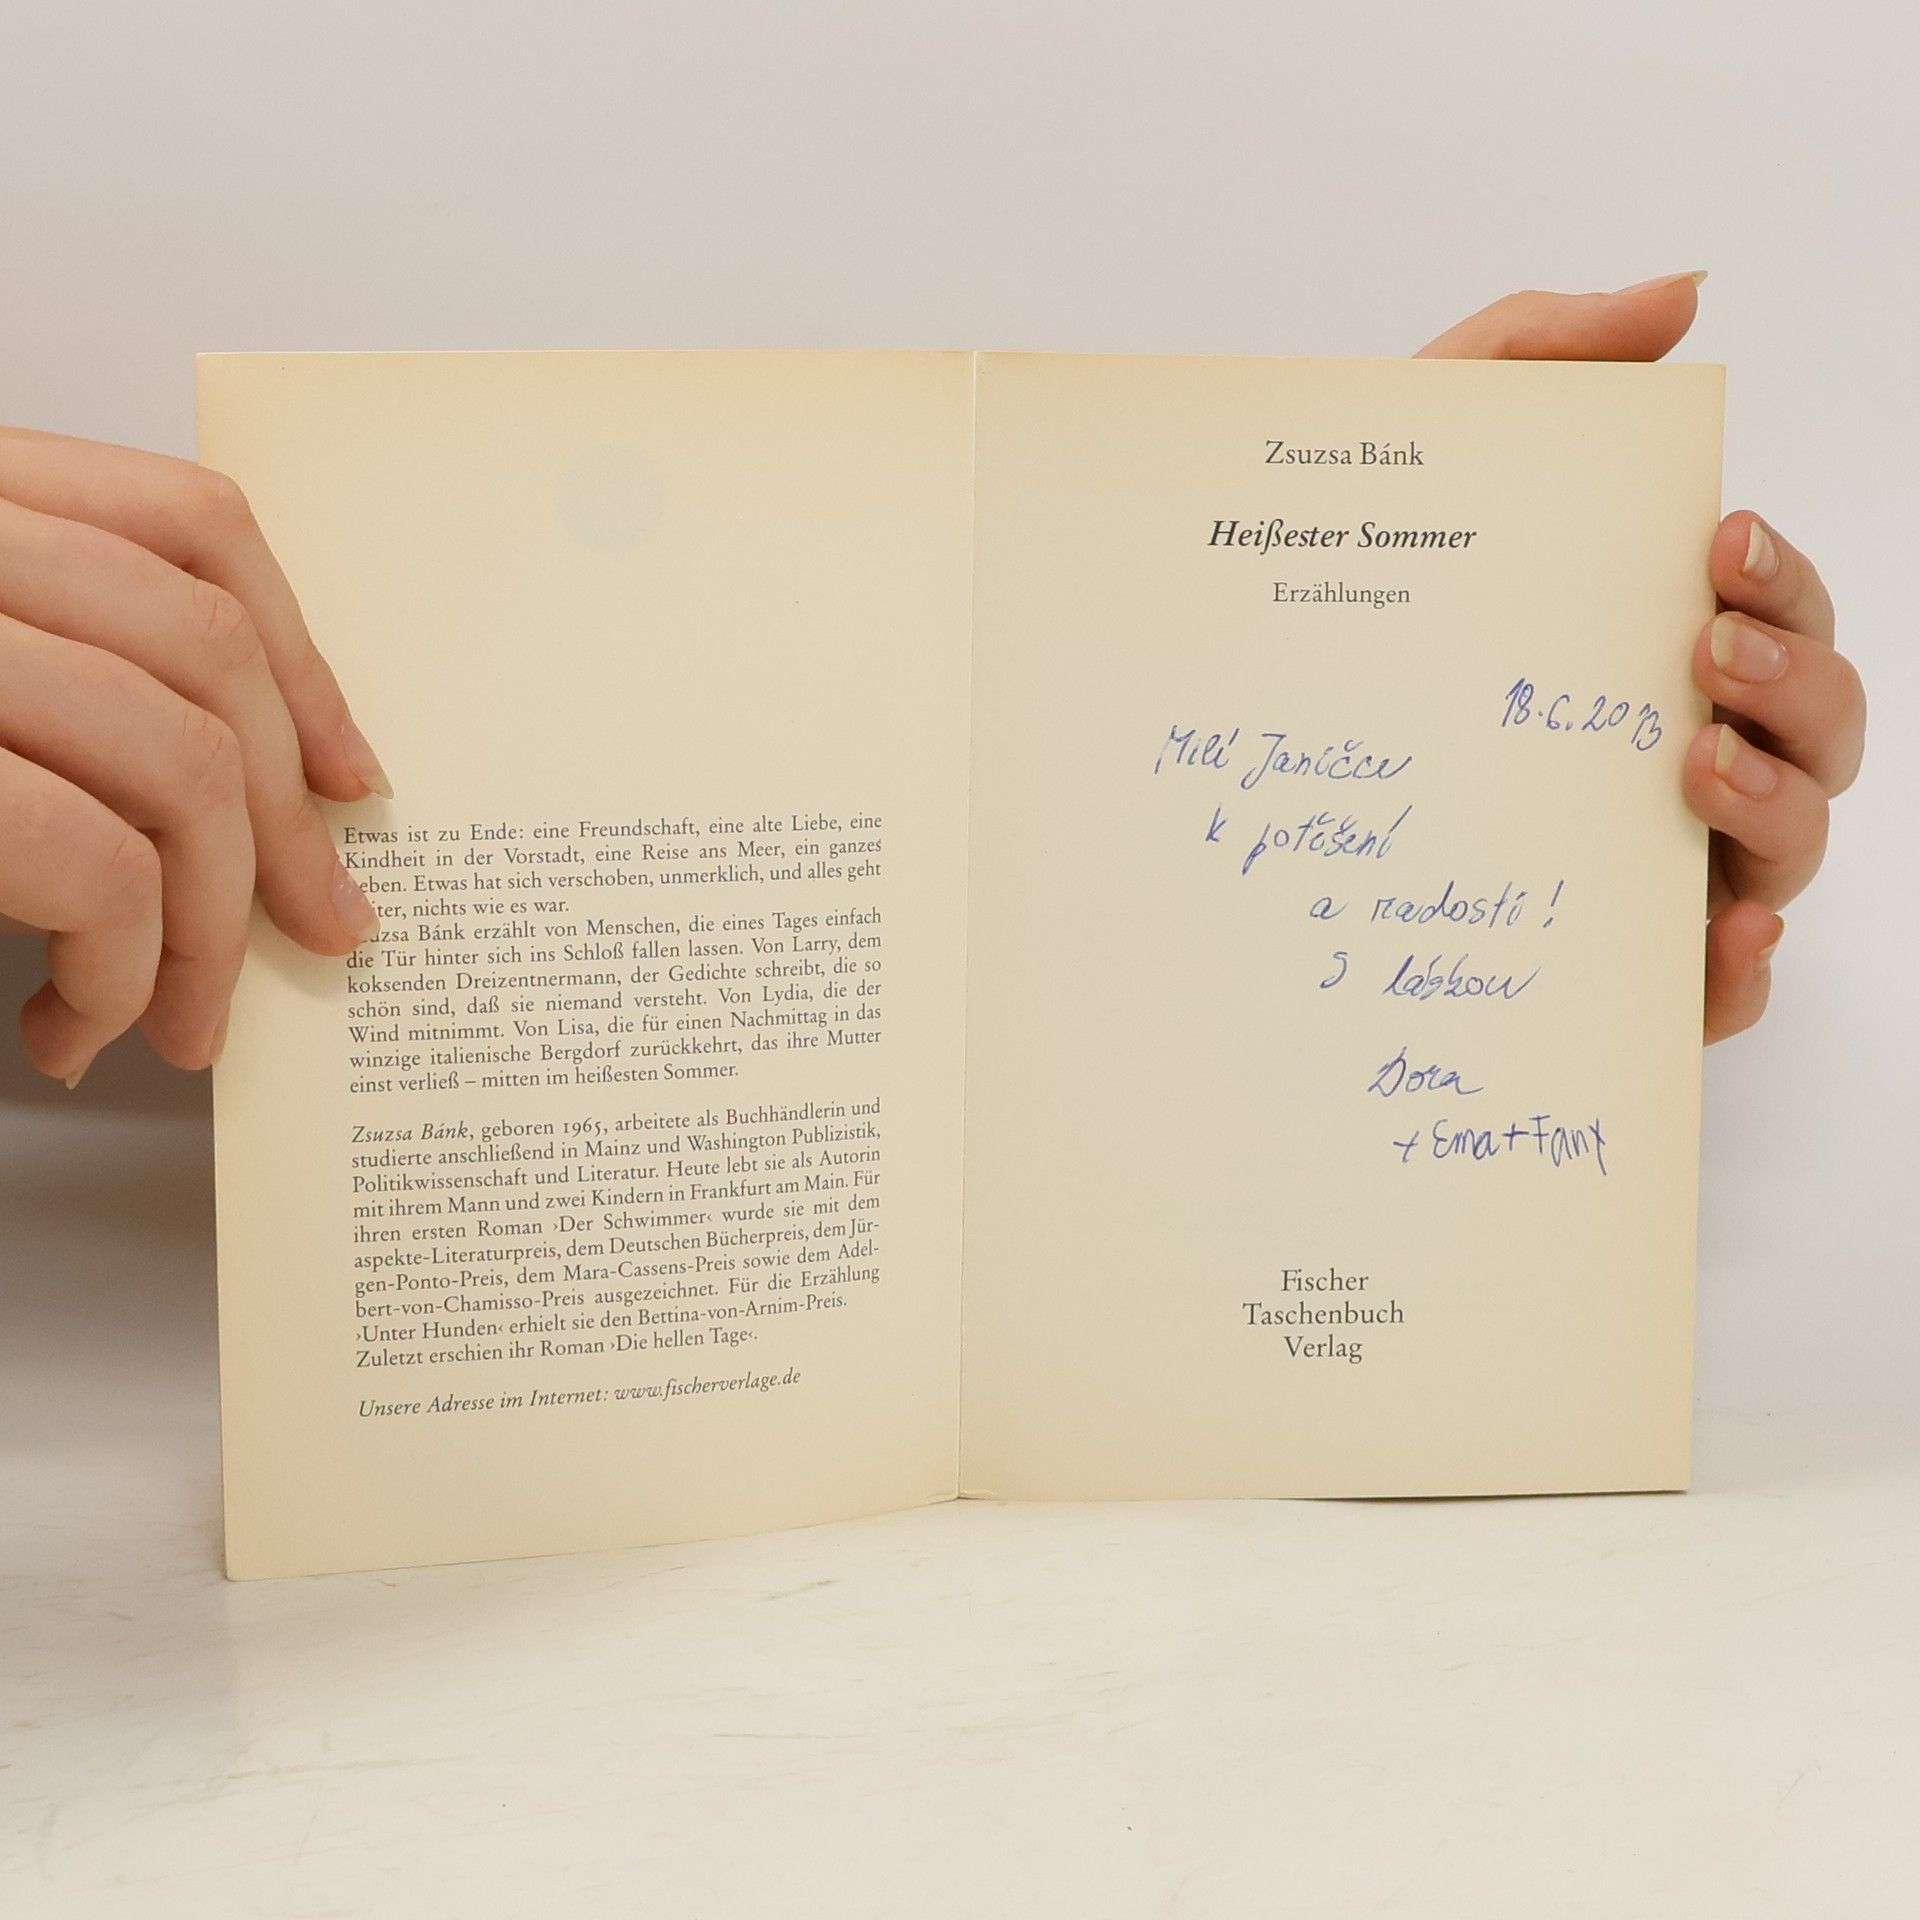 Etwas ist zu Ende: eine Freundschaft, eine alte Liebe, eine
Kindheit in der Vorstadt, eine Reise ans Meer, ein ganzes
eben. Etwas hat sich verschoben, unmerklich, und alles geht
iter, nichts wie es war.
uzsa Bánk erzählt von Menschen, die eines Tages einfach
die Tür hinter sich ins Schloß fallen lassen. Von Larry, dem
koksenden Dreizentnermann, der Gedichte schreibt, die so
schön sind, daß sie niemand versteht. Von Lydia, die der
Wind mitnimmt. Von Lisa, die für einen Nachmittag in das
winzige italienische Bergdorf zurückkehrt, das ihre Mutter
einst verließ – mitten im heißesten Sommer.
Zsuzsa Bánk, geboren 1965, arbeitete als Buchhändlerin und
studierte anschließend in Mainz und Washington Publizistik,
Politikwissenschaft und Literatur. Heute lebt sie als Autorin
mit ihrem Mann und zwei Kindern in Frankfurt am Main. Für
ihren ersten Roman ›Der Schwimmer‹ wurde sie mit dem
aspekte-Literaturpreis, dem Deutschen Bücherpreis, dem Jür-
gen-Ponto-Preis, dem Mara-Cassens-Preis sowie dem Adel-
bert-von-Chamisso-Preis ausgezeichnet. Für die Erzählung
›Unter Hunden‹ erhielt sie den Bettina-von-Arnim-Preis.
Zuletzt erschien ihr Roman ›Die hellen Tage‹.
Unsere Adresse im Internet: www.fischerverlage.de
Zsuzsa Bánk
Heißester Sommer
Erzählungen
18.6.2013
Milí Janičce
k potěšení
a radosti!
S láskou
Dora
+ Ema + Fany
Fischer
Taschenbuch
Verlag